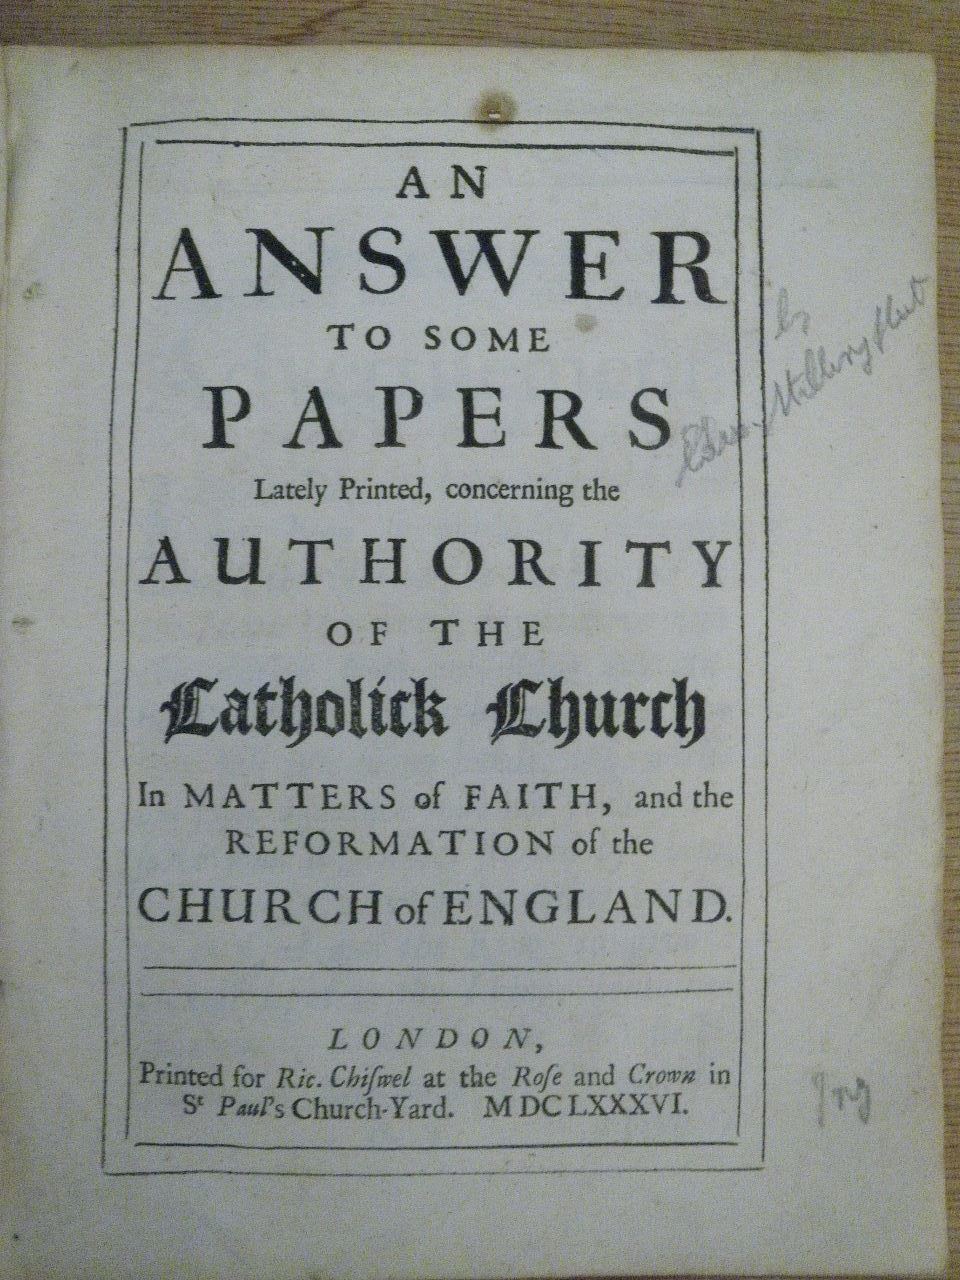 AN
ANSWER
TO SOME
PAPERS
Lately Printed, concerning the
AUTHORITY
OF THE
Catholick Church
In MATTERS of FAITH, and the
REFORMATION of the
CHURCH of ENGLAND.
LONDON,
Printed for Ric. Chiſwel at the Roſe and Crown in
St Paul's Church-Yard. MDCLXXXVI.
by
Stillingfleet